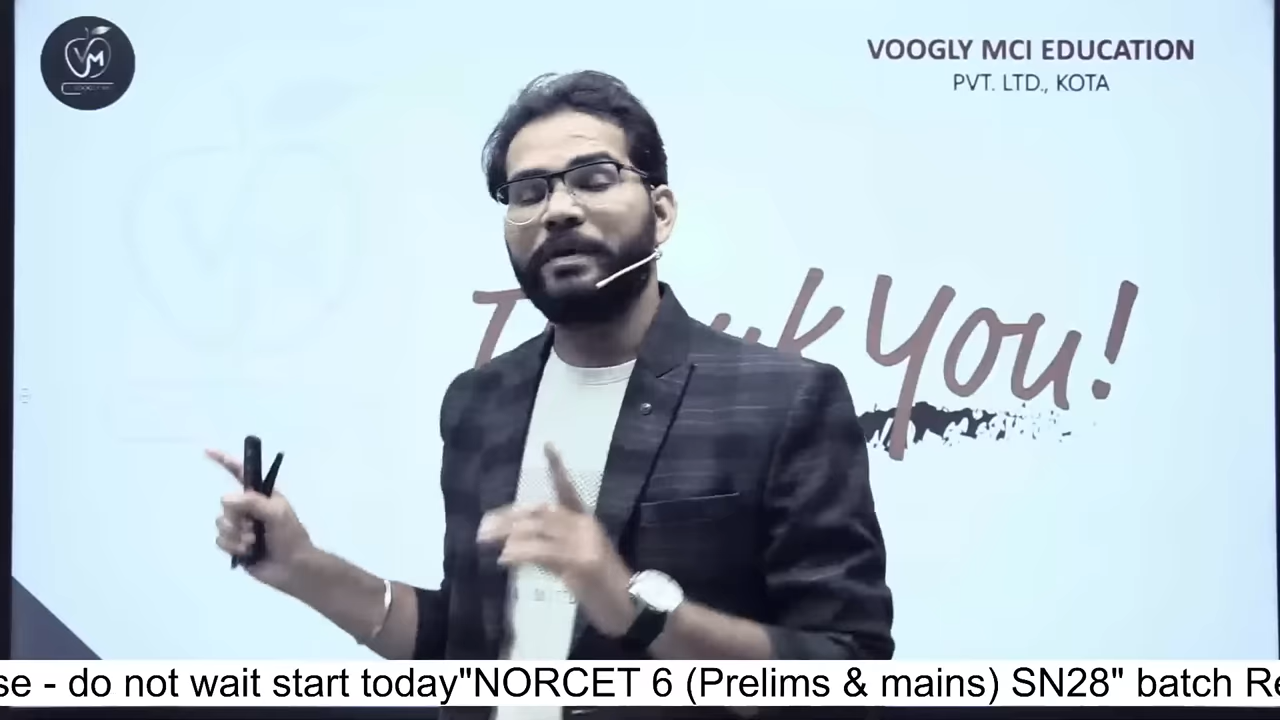 VM
VOOGLY MCI EDUCATION
PVT. LTD., KOTA
You!
se - do not wait start today"NORCET 6 (Prelims & mains) SN28" batch Re